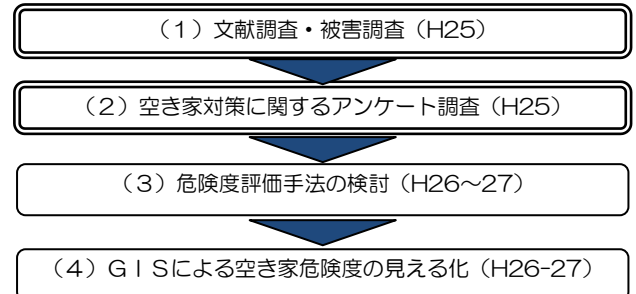 （１）文献調査・被害調査（H25）
（２）空き家対策に関するアンケート調査（H25）
（３）危険度評価手法の検討（H26～27）
（４）ＧＩＳによる空き家危険度の見える化（H26-27）